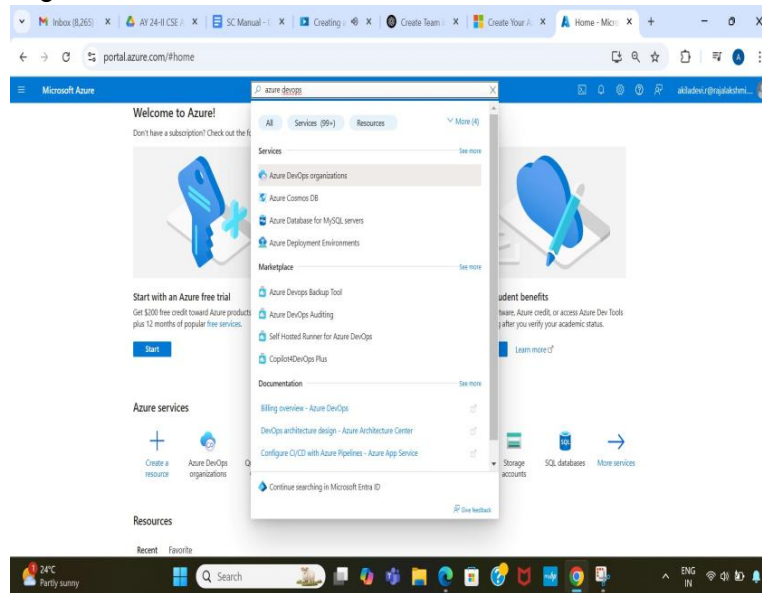 Inbox (8,265)
AY 24-II CSE
SC Manual -
Creating
Create Team
Create Your A
Home - Micro
portal.azure.com/#home
Microsoft Azure
azure devops
akiladevi.r@rajalakshmi...
Welcome to Azure!
Don't have a subscription? Check out the fo
All Services (99+) Resources More (4)
Services See more
Azure DevOps organizations
Azure Cosmos DB
Azure Database for MySQL servers
Azure Deployment Environments
Marketplace See more
Azure Devops Backup Tool
Azure DevOps Auditing
Self Hosted Runner for Azure DevOps
Copilot4DevOps Plus
Documentation See more
Billing overview - Azure DevOps
DevOps architecture design - Azure Architecture Center
Configure CI/CD with Azure Pipelines - Azure App Service
Continue searching in Microsoft Entra ID
Give feedback
Start with an Azure free trial
Get $200 free credit toward Azure products
plus 12 months of popular free services.
Start
udent benefits
tware, Azure credit, or access Azure Dev Tools
after you verify your academic status.
Learn more
Azure services
Create a resource
Azure DevOps organizations
Storage accounts
SQL databases
More services
Resources
Recent Favorite
24°C
Partly sunny
Search
ENG
IN